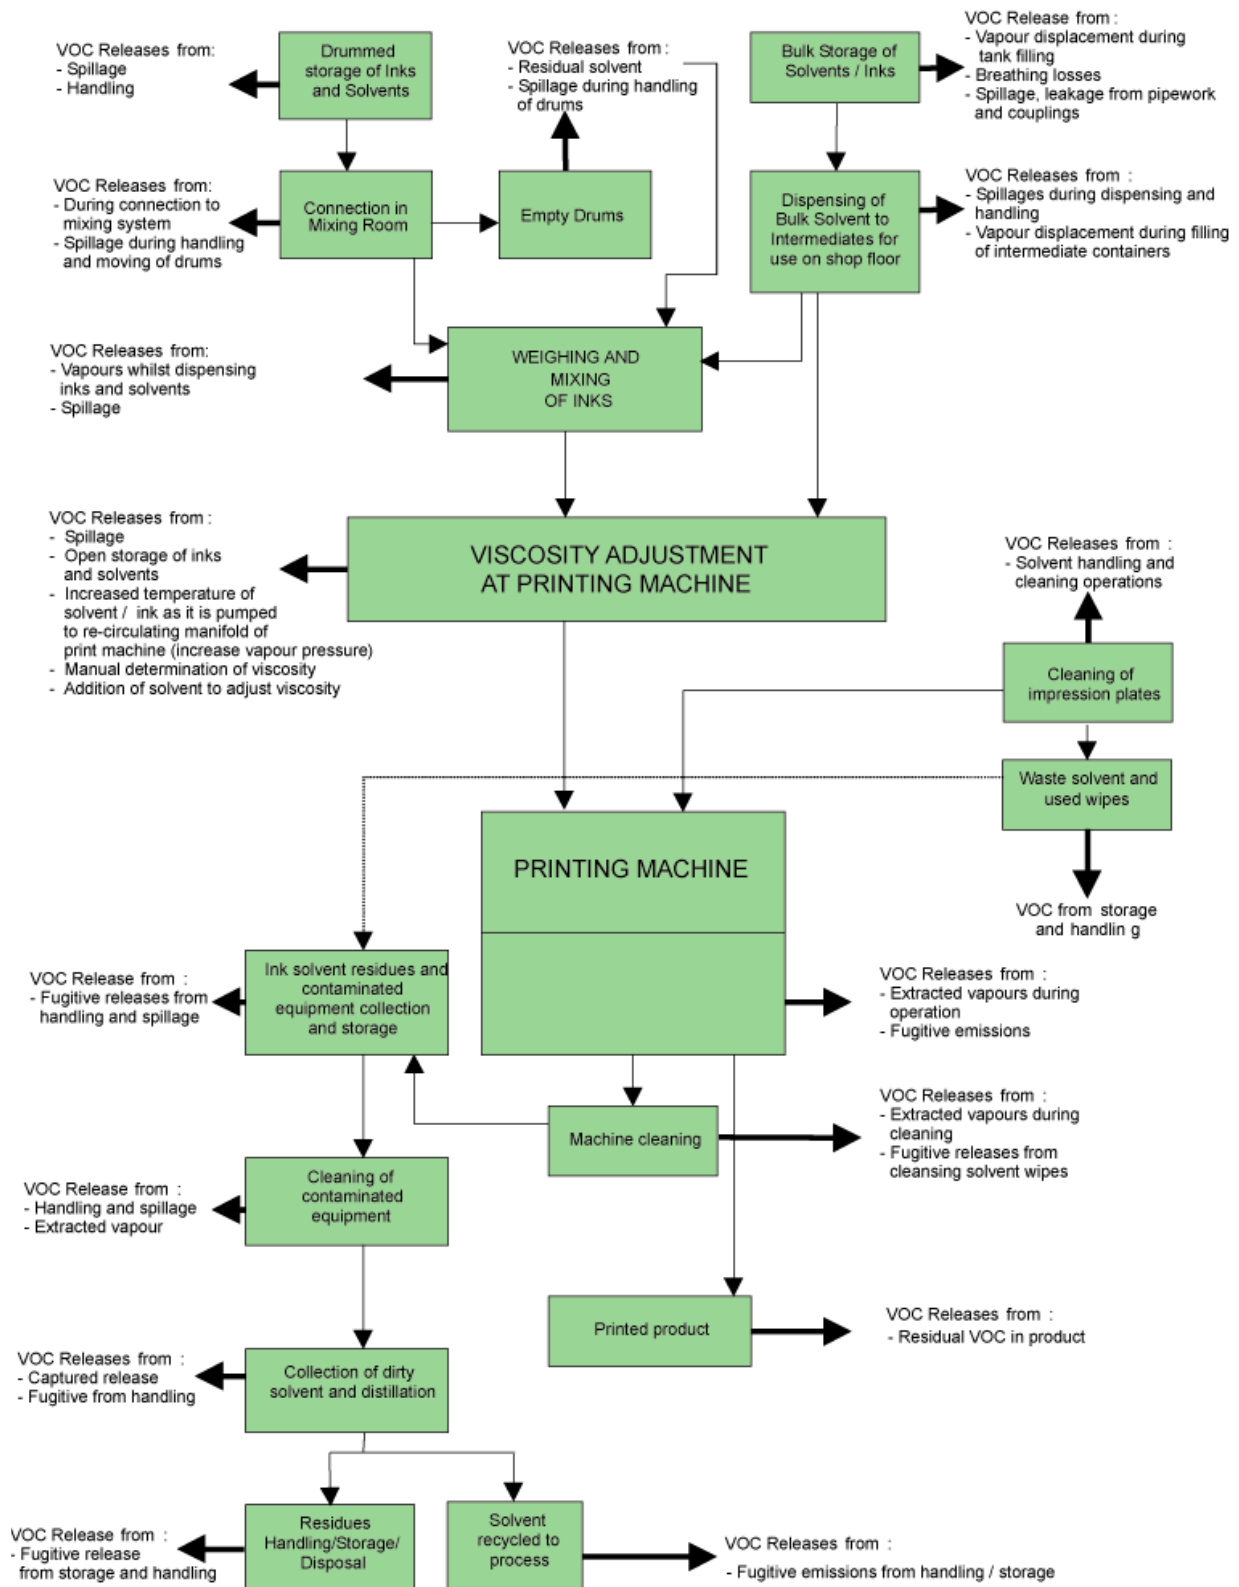 VOC Releases from:
- Spillage
- Handling
Drummed
storage of Inks
and Solvents
VOC Releases from :
- Residual solvent
- Spillage during handling
of drums
Bulk Storage of
Solvents / Inks
VOC Release from :
- Vapour displacement during
tank filling
- Breathing losses
- Spillage, leakage from pipework
and couplings
VOC Releases from:
- During connection to
mixing system
- Spillage during handling
and moving of drums
Connection in
Mixing Room
Empty Drums
Dispensing of
Bulk Solvent to
Intermediates for
use on shop floor
VOC Releases from :
- Spillages during dispensing and
handling
- Vapour displacement during filling
of intermediate containers
VOC Releases from:
- Vapours whilst dispensing
inks and solvents
- Spillage
WEIGHING AND
MIXING
OF INKS
VOC Releases from :
- Spillage
- Open storage of inks
and solvents
- Increased temperature of
solvent / ink as it is pumped
to re-circulating manifold of
print machine (increase vapour pressure)
- Manual determination of viscosity
- Addition of solvent to adjust viscosity
VISCOSITY ADJUSTMENT
AT PRINTING MACHINE
VOC Releases from :
- Solvent handling and
cleaning operations
Cleaning of
impression plates
Waste solvent and
used wipes
VOC from storage
and handlin g
PRINTING MACHINE
VOC Release from :
- Fugitive releases from
handling and spillage
Ink solvent residues and
contaminated
equipment collection
and storage
VOC Releases from :
- Extracted vapours during
operation
- Fugitive emissions
Machine cleaning
VOC Releases from :
- Extracted vapours during
cleaning
- Fugitive releases from
cleansing solvent wipes
VOC Release from :
- Handling and spillage
- Extracted vapour
Cleaning of
contaminated
equipment
Printed product
VOC Releases from :
- Residual VOC in product
VOC Releases from :
- Captured release
- Fugitive from handling
Collection of dirty
solvent and distillation
VOC Release from :
- Fugitive release
from storage and handling
Residues
Handling/Storage/
Disposal
Solvent
recycled to
process
VOC Releases from :
- Fugitive emissions from handling / storage